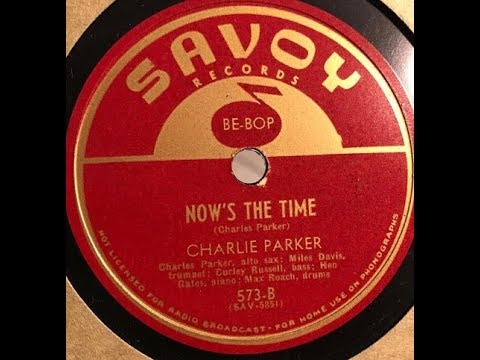 SAVOY
RECORDS
BE-BOP
NOW'S THE TIME
(Charles Parker)
CHARLIE PARKER
Charles Parker, alto sax; Miles Davis,
trumpet; Curley Russell, bass; Hen
Gates, piano; Max Roach, drums
573-B
(SAV-5851)
NOT LICENSED FOR RADIO BROADCAST - FOR HOME USE ON PHONOGRAPHS